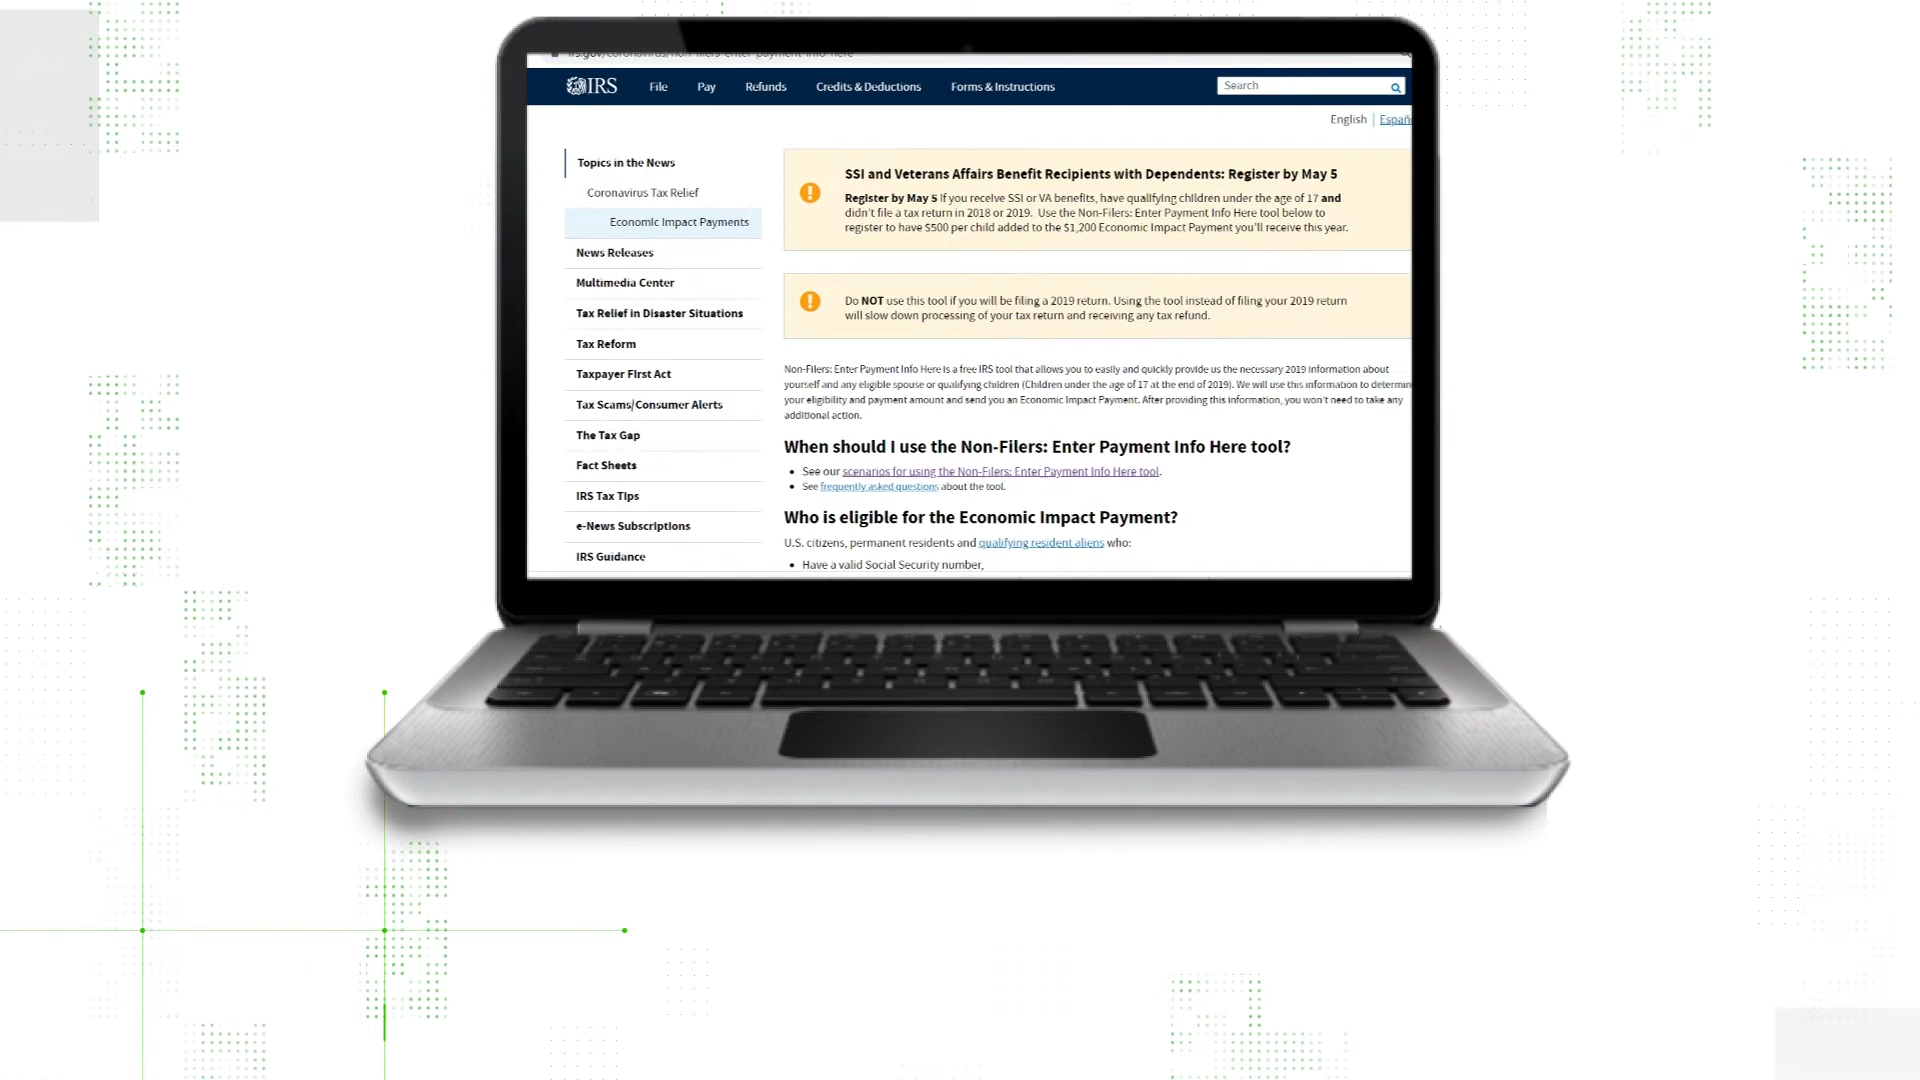 irs.gov/coronavirus/non-filers-enter-payment-info-here
IRS File Pay Refunds Credits & Deductions Forms & Instructions Search
English Españ
Topics in the News
Coronavirus Tax Relief
Economic Impact Payments
News Releases
Multimedia Center
Tax Relief in Disaster Situations
Tax Reform
Taxpayer First Act
Tax Scams/Consumer Alerts
The Tax Gap
Fact Sheets
IRS Tax Tips
e-News Subscriptions
IRS Guidance
SSI and Veterans Affairs Benefit Recipients with Dependents: Register by May 5
Register by May 5 If you receive SSI or VA benefits, have qualifying children under the age of 17 and
didn't file a tax return in 2018 or 2019. Use the Non-Filers: Enter Payment Info Here tool below to
register to have $500 per child added to the $1,200 Economic Impact Payment you'll receive this year.
Do NOT use this tool if you will be filing a 2019 return. Using the tool instead of filing your 2019 return
will slow down processing of your tax return and receiving any tax refund.
Non-Filers: Enter Payment Info Here is a free IRS tool that allows you to easily and quickly provide us the necessary 2019 information about
yourself and any eligible spouse or qualifying children (Children under the age of 17 at the end of 2019). We will use this information to determin
your eligibility and payment amount and send you an Economic Impact Payment. After providing this information, you won't need to take any
additional action.
When should I use the Non-Filers: Enter Payment Info Here tool?
• See our scenarios for using the Non-Filers: Enter Payment Info Here tool.
• See frequently asked questions about the tool.
Who is eligible for the Economic Impact Payment?
U.S. citizens, permanent residents and qualifying resident aliens who:
• Have a valid Social Security number,